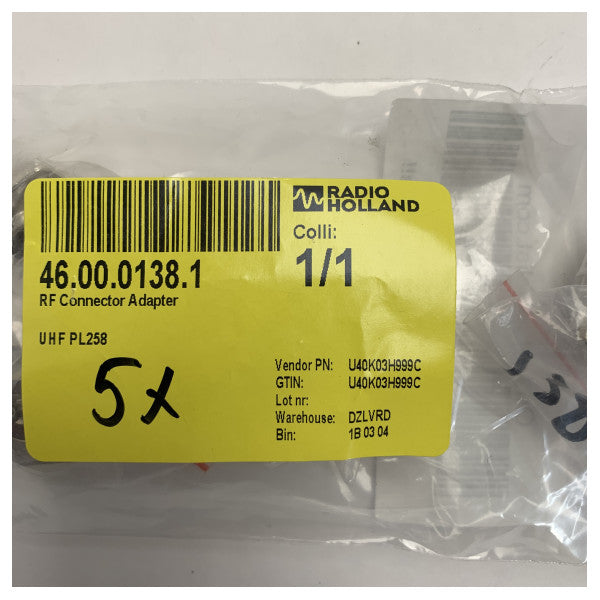 RADIO
HOLLAND
Colli:
1/1
46.00.0138.1
RF Connector Adapter
UHF PL258
5x
Vendor PN: U40K03H999C
GTIN: U40K03H999C
Lot nr:
Warehouse: DZLVRD
Bin: 1B 03 04